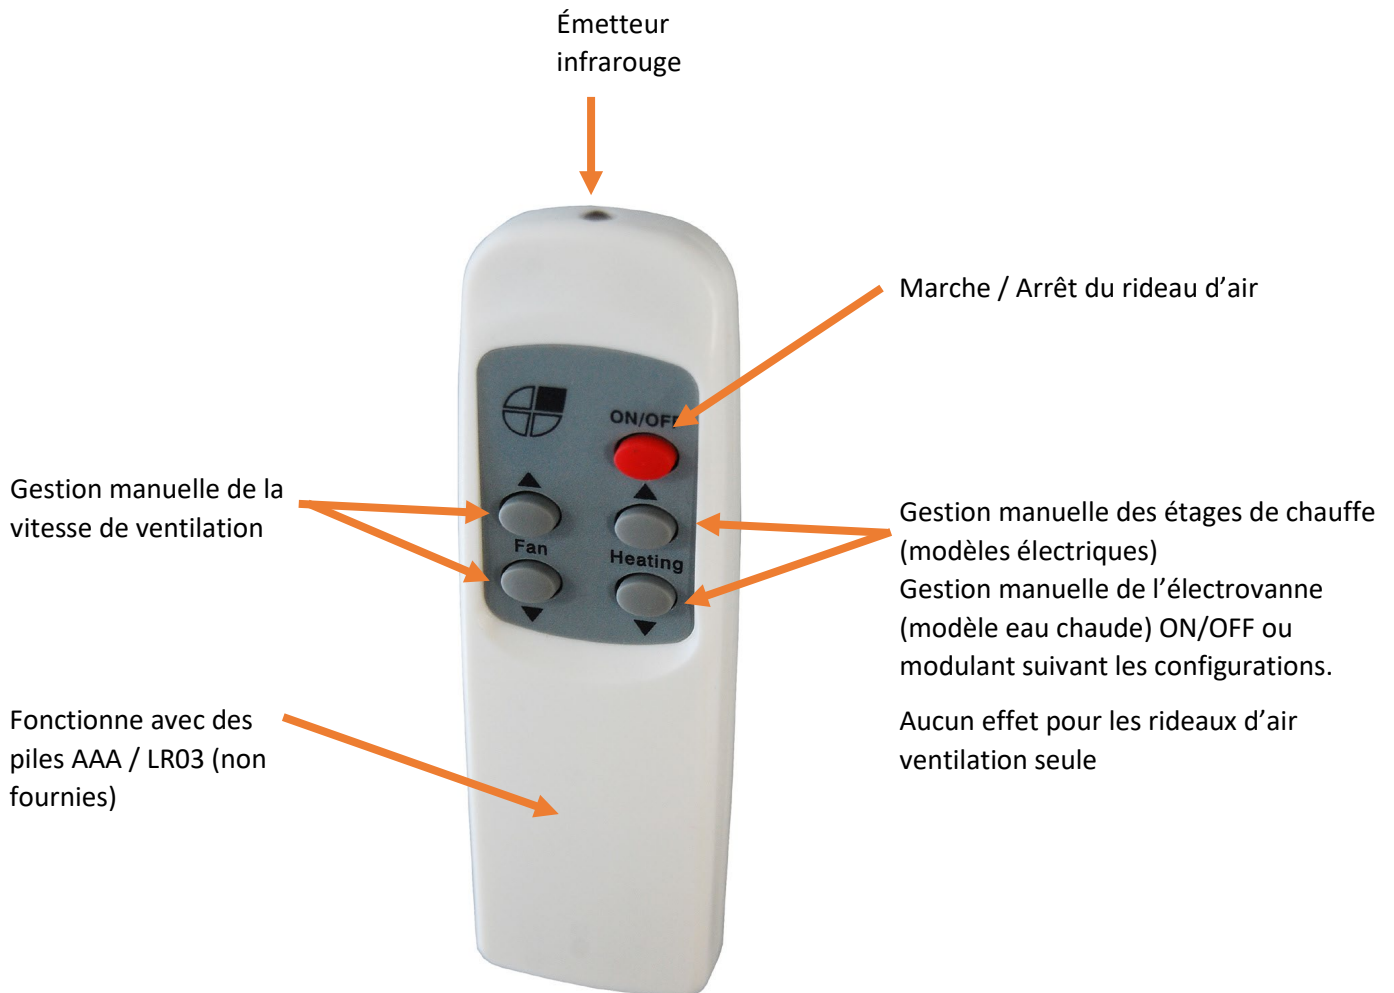 Émetteur
infrarouge
Marche / Arrêt du rideau d’air
ON/OFF
Gestion manuelle de la
vitesse de ventilation
Fan
Heating
Gestion manuelle des étages de chauffe
(modèles électriques)
Gestion manuelle de l’électrovanne
(modèle eau chaude) ON/OFF ou
modulant suivant les configurations.
Aucun effet pour les rideaux d’air
ventilation seule
Fonctionne avec des
piles AAA / LR03 (non
fournies)